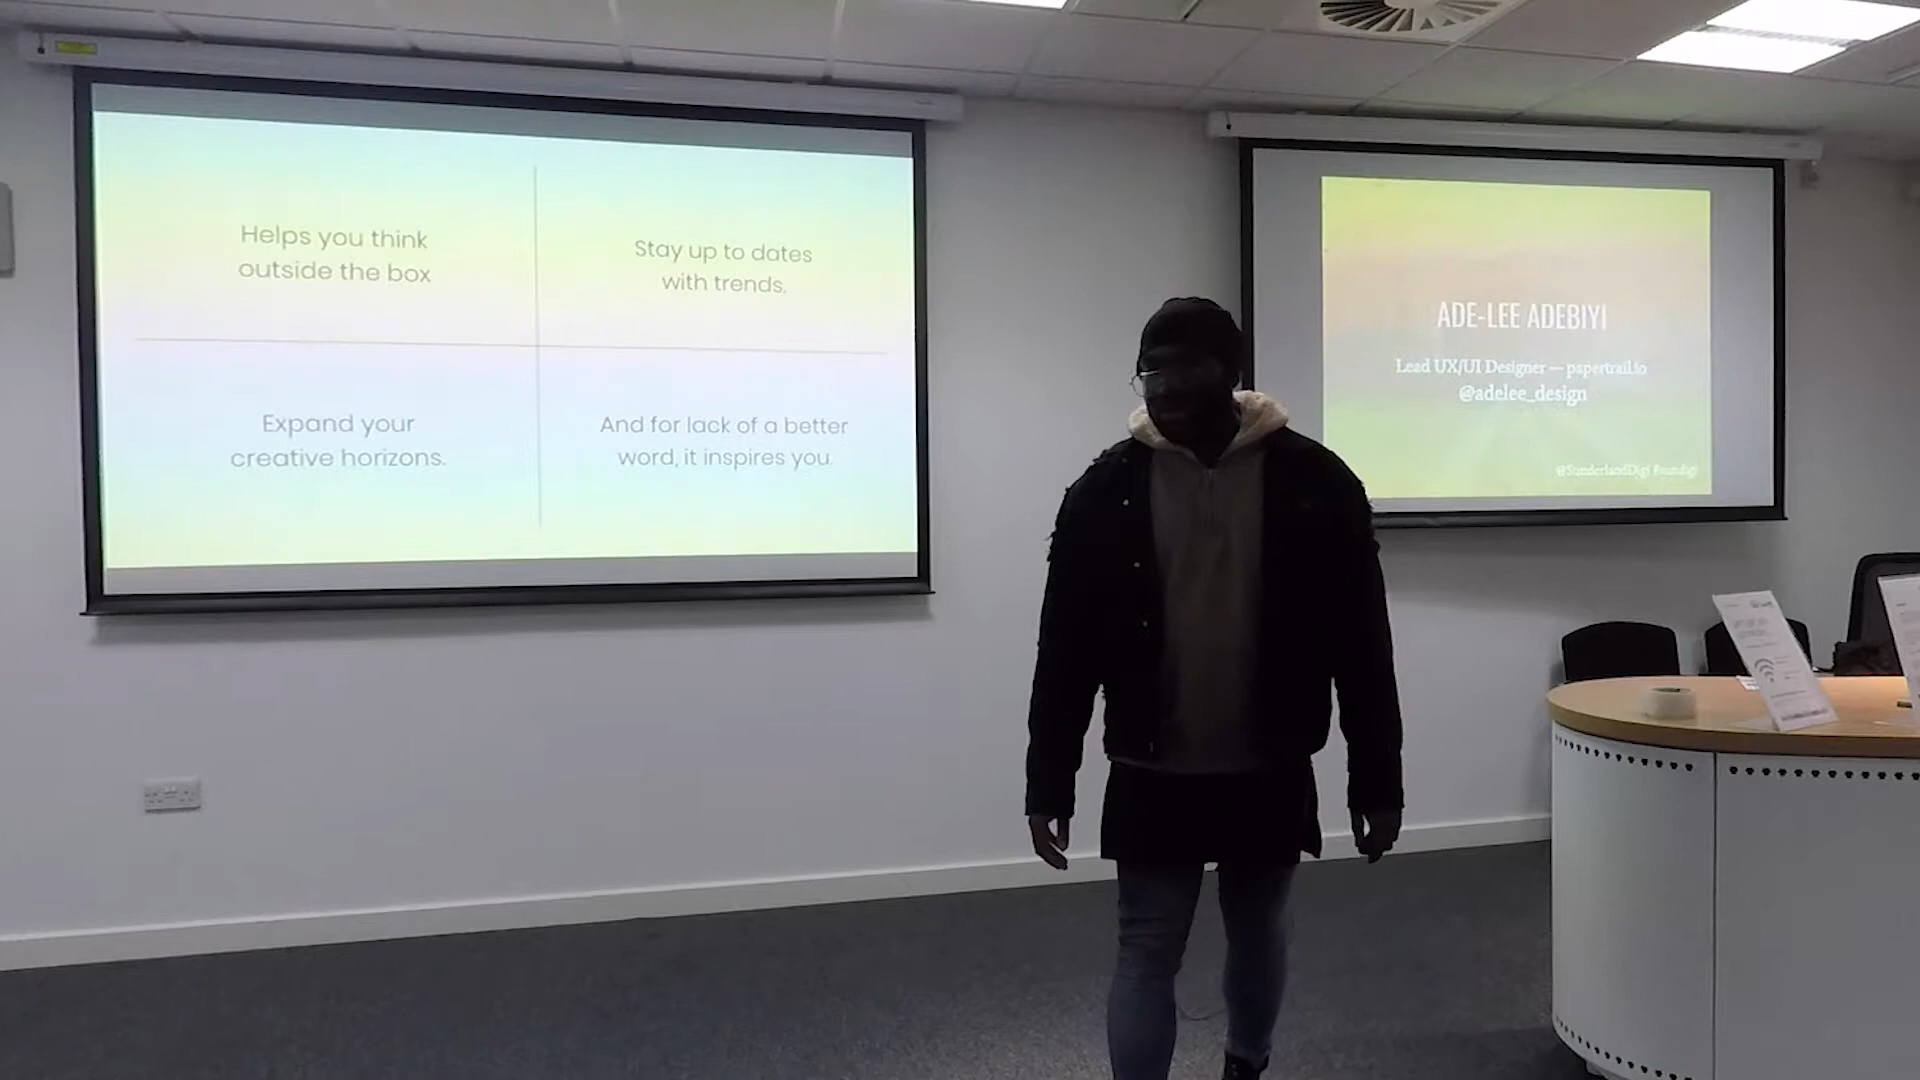 Helps you think
outside the box
Stay up to dates
with trends.
Expand your
creative horizons.
And for lack of a better
word, it inspires you.
ADE-LEE ADEBIYI
Lead UX/UI Designer — papertrail.io
@adelee_design
@SunderlandDigi #sundigi